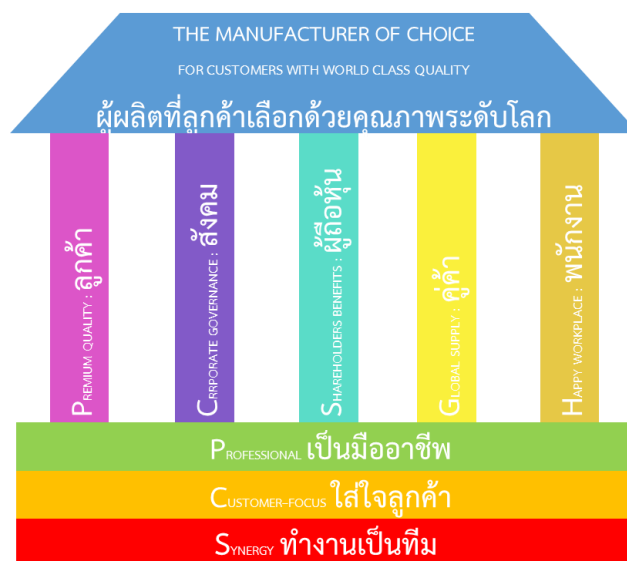 THE MANUFACTURER OF CHOICE
FOR CUSTOMERS WITH WORLD CLASS QUALITY
ผู้ผลิตที่ลูกค้าเลือกด้วยคุณภาพระดับโลก
PREMIUM QUALITY : ลูกค้า
CRRPORATE GOVERNANCE : สังคม
SHAREHOLDERS BENEFITS : ผู้ถือหุ้น
GLOBAL SUPPLY : คู่ค้า
HAPPY WORKPLACE : พนักงาน
PROFESSIONAL เป็นมืออาชีพ
CUSTOMER-FOCUS ใส่ใจลูกค้า
SYNERGY ทำงานเป็นทีม